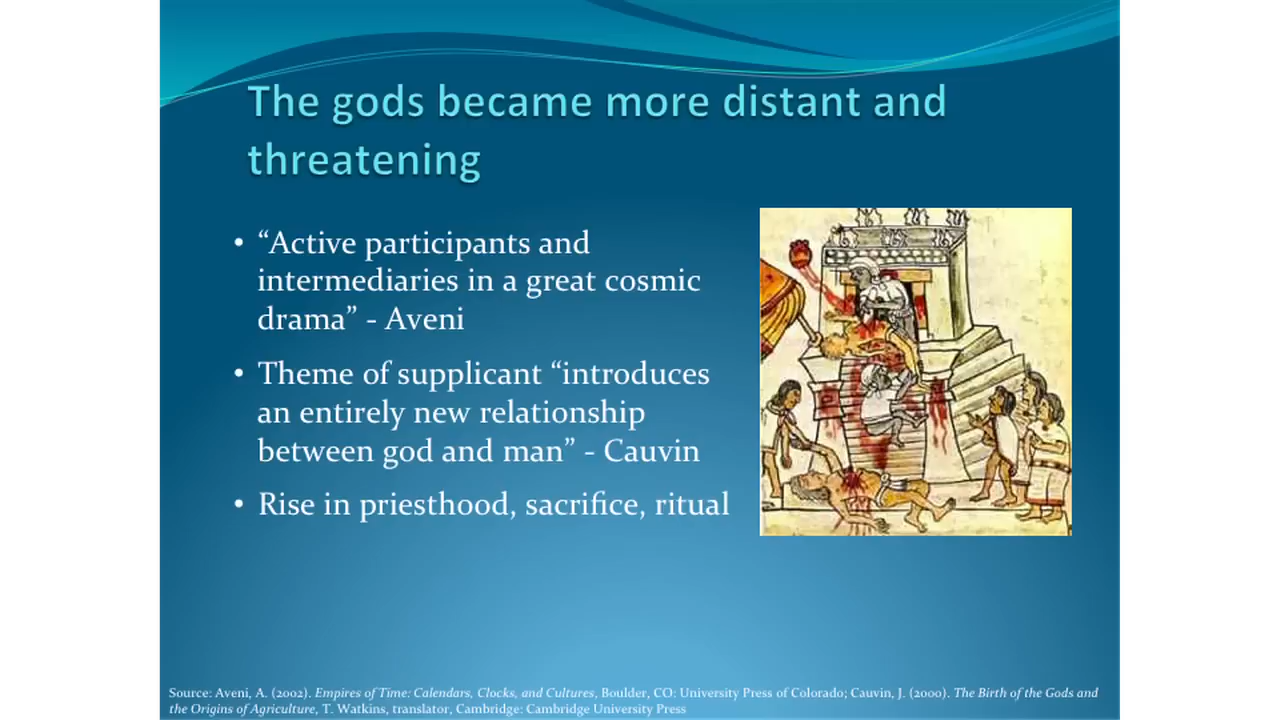 The gods became more distant and
threatening
• “Active participants and
intermediaries in a great cosmic
drama” - Aveni
• Theme of supplicant “introduces
an entirely new relationship
between god and man” - Cauvin
• Rise in priesthood, sacrifice, ritual
Source: Aveni, A. (2002). Empires of Time: Calendars, Clocks, and Cultures, Boulder, CO: University Press of Colorado; Cauvin, J. (2000). The Birth of the Gods and
the Origins of Agriculture, T. Watkins, translator, Cambridge: Cambridge University Press